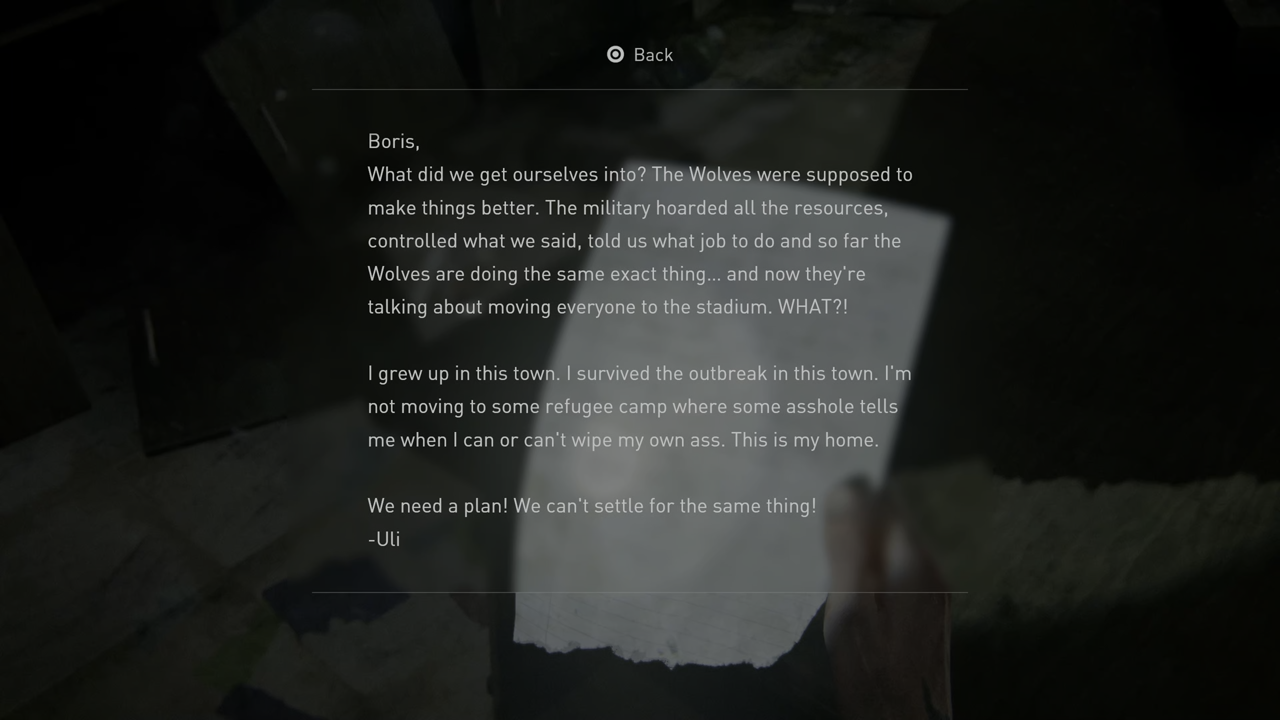 Back
Boris,
What did we get ourselves into? The Wolves were supposed to
make things better. The military hoarded all the resources,
controlled what we said, told us what job to do and so far the
Wolves are doing the same exact thing... and now they're
talking about moving everyone to the stadium. WHAT?!
I grew up in this town. I survived the outbreak in this town. I'm
not moving to some refugee camp where some asshole tells
me when I can or can't wipe my own ass. This is my home.
We need a plan! We can't settle for the same thing!
-Uli